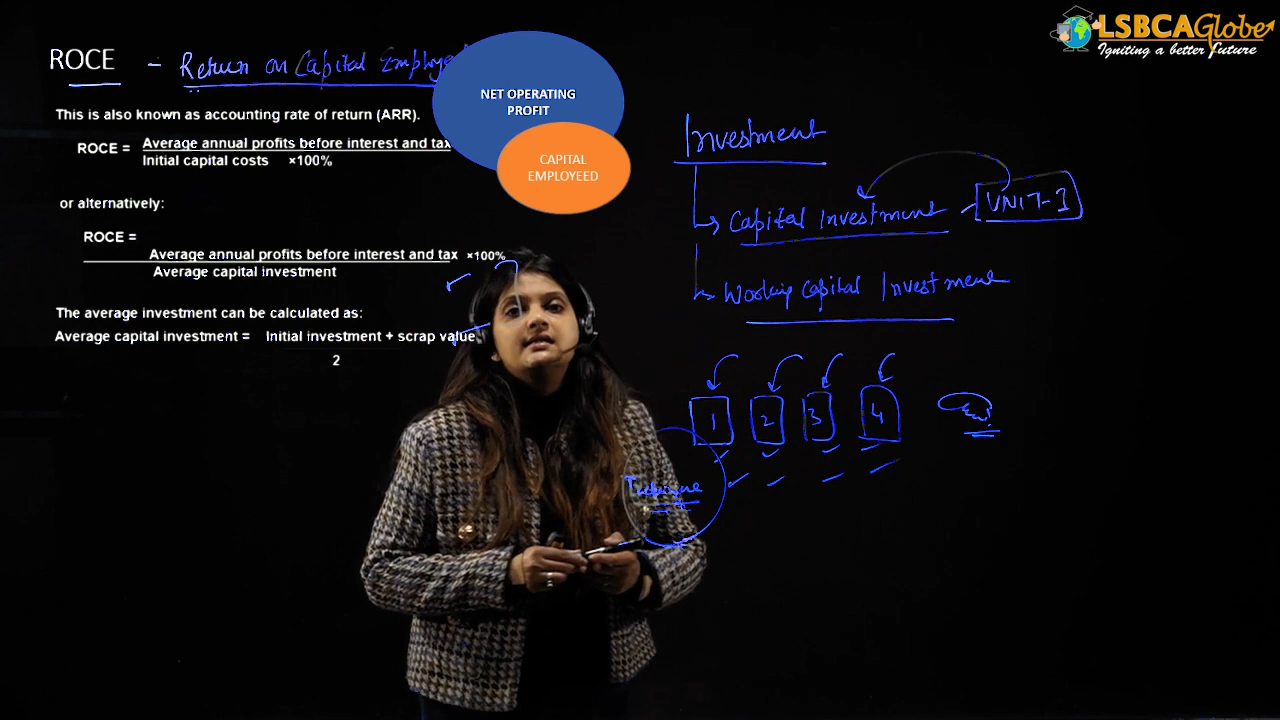 LSBCAGlobe
Igniting a better Future
ROCE - Return on Capital Employe
This is also known as accounting rate of return (ARR).
ROCE = Average annual profits before interest and tax
Initial capital costs ×100%
or alternatively:
ROCE =
Average annual profits before interest and tax ×100%
Average capital investment
The average investment can be calculated as:
Average capital investment = Initial investment + scrap value
2
NET OPERATING
PROFIT
CAPITAL
EMPLOYEED
Investment
Capital Investment - UNIT-1
Working Capital Investment
1 2 3 4
Technique